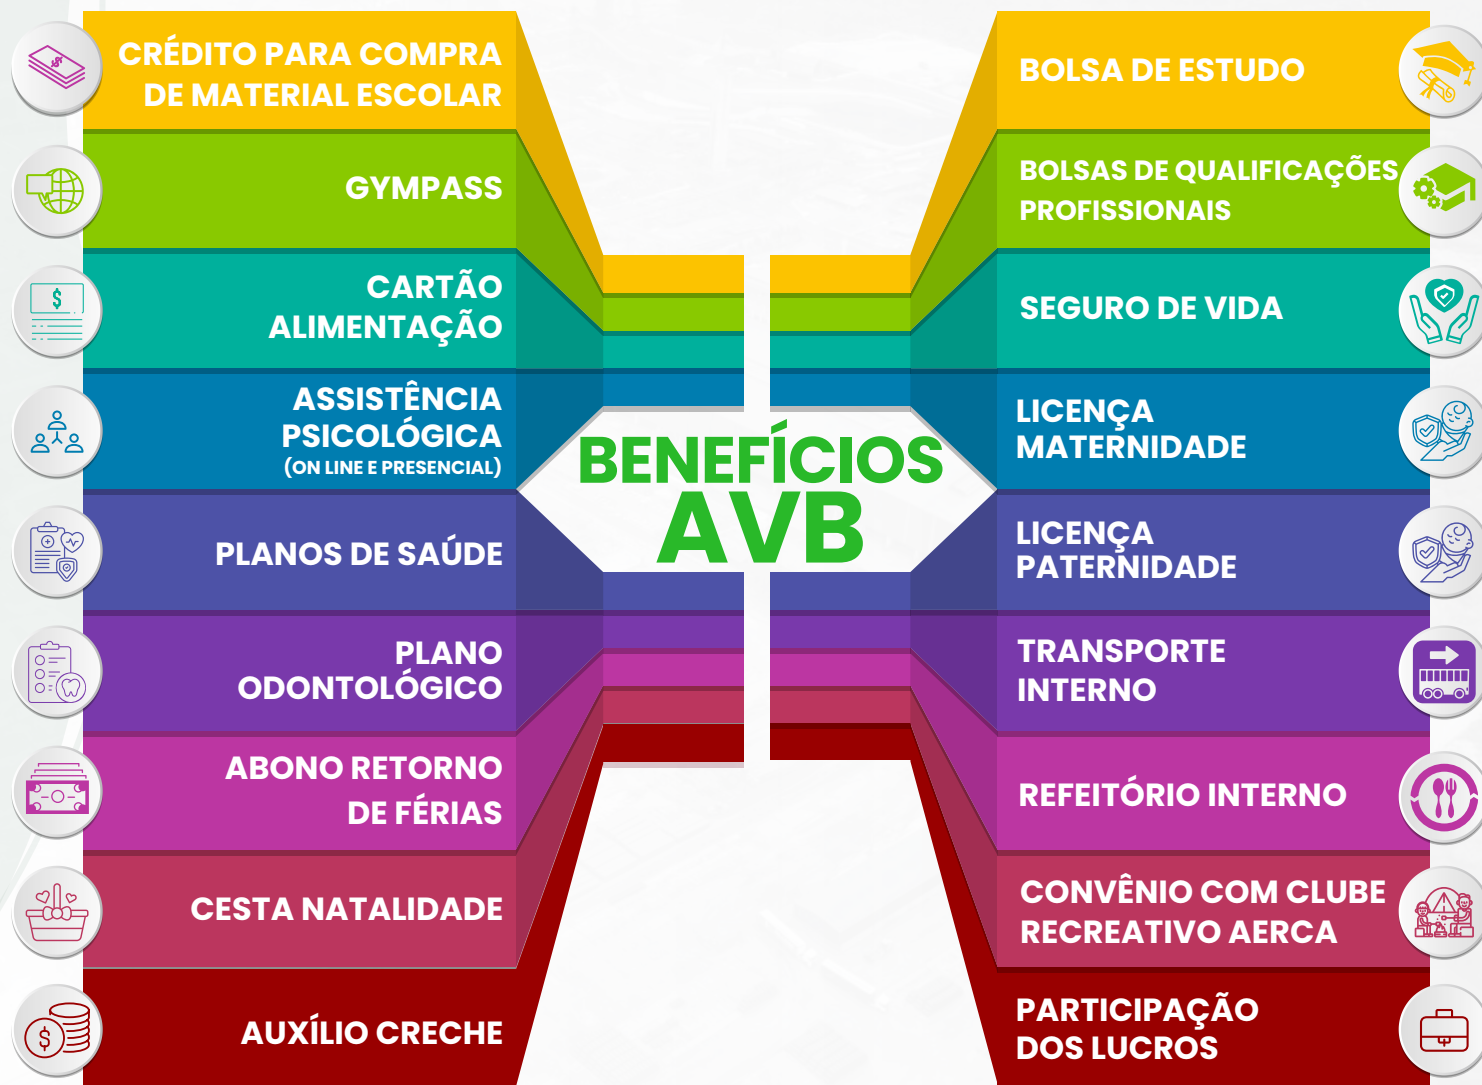 CRÉDITO PARA COMPRA
DE MATERIAL ESCOLAR
GYMPASS
CARTÃO
ALIMENTAÇÃO
ASSISTÊNCIA
PSICOLÓGICA
(ON LINE E PRESENCIAL)
PLANOS DE SAÚDE
PLANO
ODONTOLÓGICO
ABONO RETORNO
DE FÉRIAS
CESTA NATALIDADE
AUXÍLIO CRECHE
BENEFÍCIOS
AVB
BOLSA DE ESTUDO
BOLSAS DE QUALIFICAÇÕES
PROFISSIONAIS
SEGURO DE VIDA
LICENÇA
MATERNIDADE
LICENÇA
PATERNIDADE
TRANSPORTE
INTERNO
REFEITÓRIO INTERNO
CONVÊNIO COM CLUBE
RECREATIVO AERCA
PARTICIPAÇÃO
DOS LUCROS